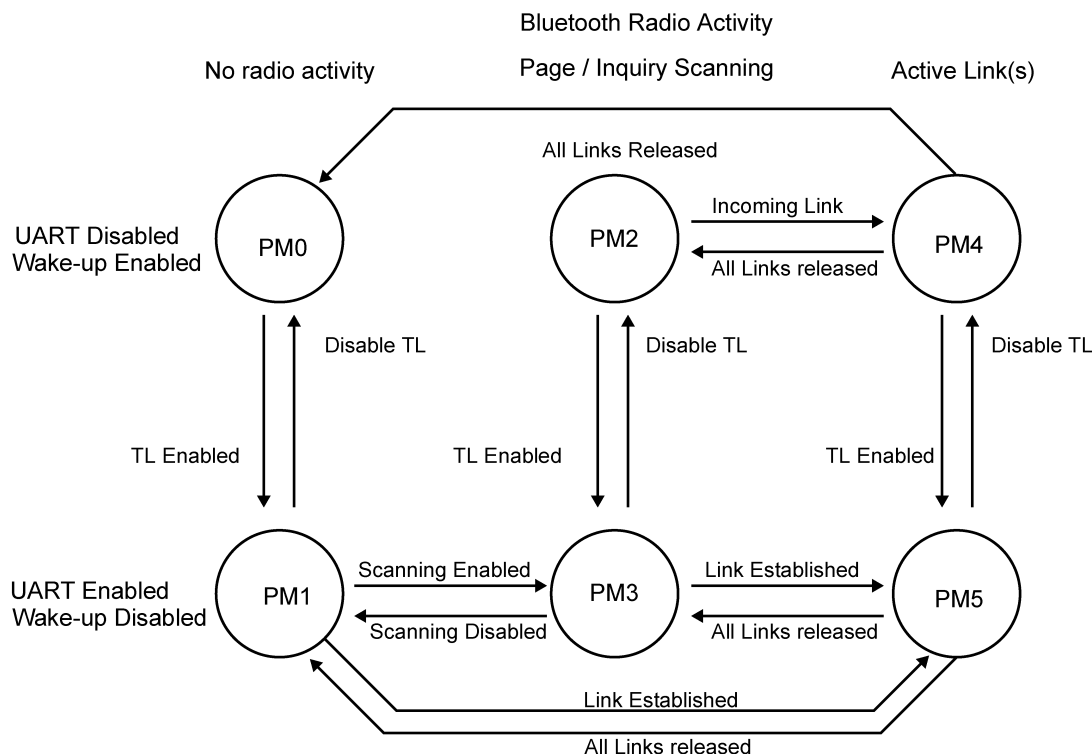 Bluetooth Radio Activity
No radio activity
Page / Inquiry Scanning
Active Link(s)
All Links Released
Incoming Link
UART Disabled
Wake-up Enabled
PM0
PM2
PM4
All Links released
Disable TL
Disable TL
Disable TL
TL Enabled
TL Enabled
TL Enabled
Scanning Enabled
Link Established
UART Enabled
Wake-up Disabled
PM1
PM3
PM5
Scanning Disabled
All Links released
Link Established
All Links released